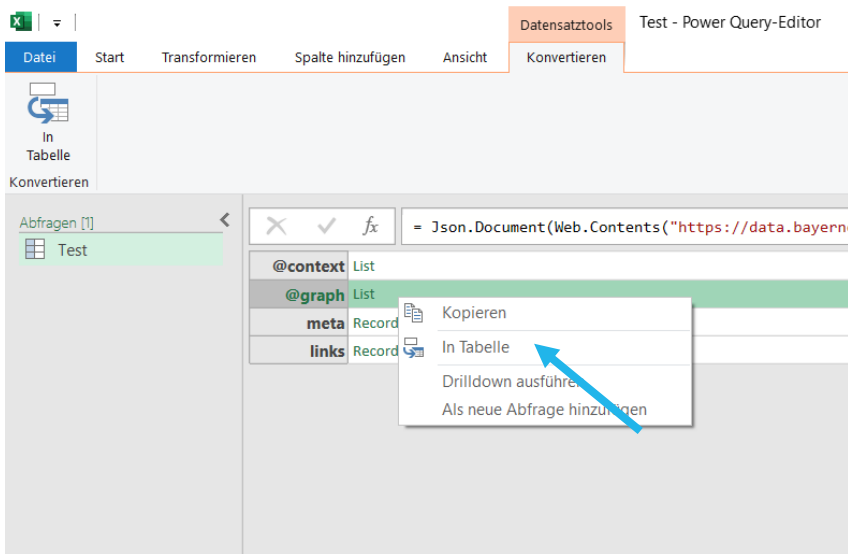 Datensatztools
Test - Power Query-Editor
Datei
Start
Transformieren
Spalte hinzufügen
Ansicht
Konvertieren
In
Tabelle
Konvertieren
Abfragen [1]
Test
fx
= Json.Document(Web.Contents("https://data.bayern
@context List
@graph List
meta Record
links Record
Kopieren
In Tabelle
Drilldown ausführen
Als neue Abfrage hinzufügen